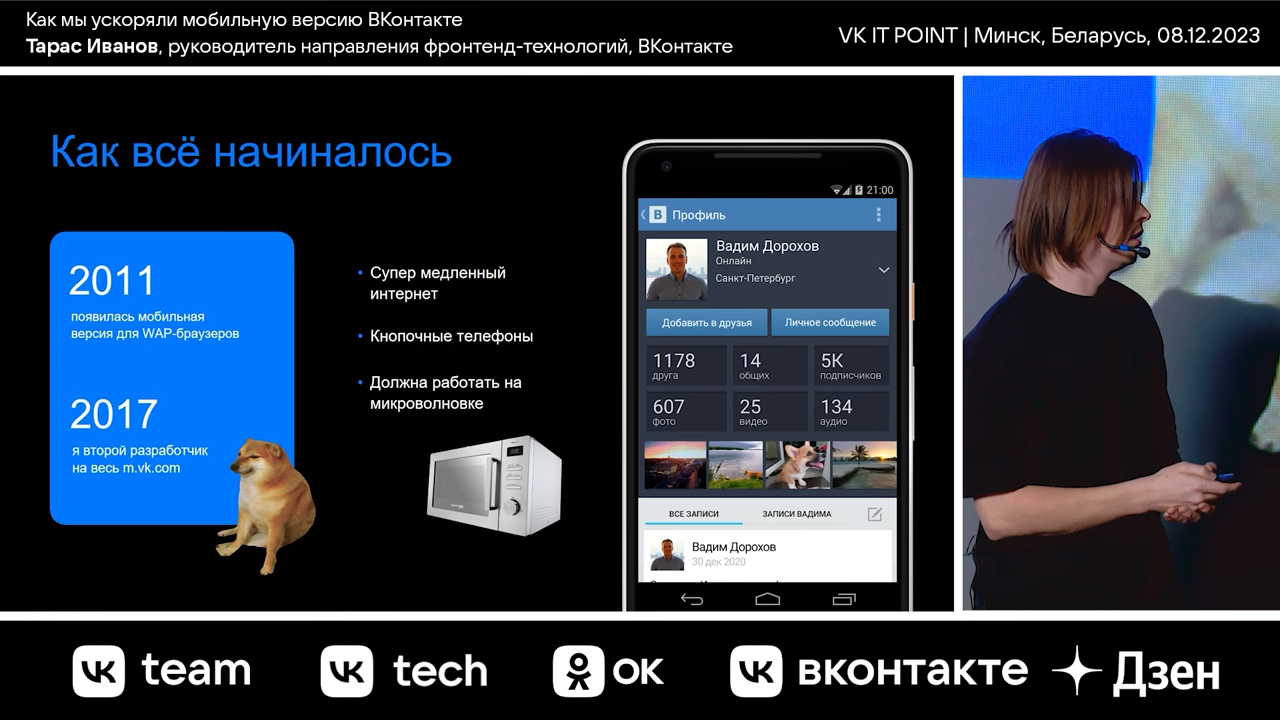 Как мы ускоряли мобильную версию ВКонтакте
Тарас Иванов, руководитель направления фронтенд-технологий, ВКонтакте
VK IT POINT | Минск, Беларусь, 08.12.2023
Как всё начиналось
2011
появилась мобильная
версия для WAP-браузеров
2017
я второй разработчик
на весь m.vk.com
• Супер медленный
интернет
• Кнопочные телефоны
• Должна работать на
микроволновке
21:00
В Профиль
Вадим Дорохов
Онлайн
Санкт-Петербург
Добавить в друзья
Личное сообщение
1178
друга
14
общих
5K
подписчиков
607
фото
25
видео
134
аудио
ВСЕ ЗАПИСИ
ЗАПИСИ ВАДИМА
Вадим Дорохов
30 дек 2020
VK team
VK tech
ОК
VK вконтакте
Дзен